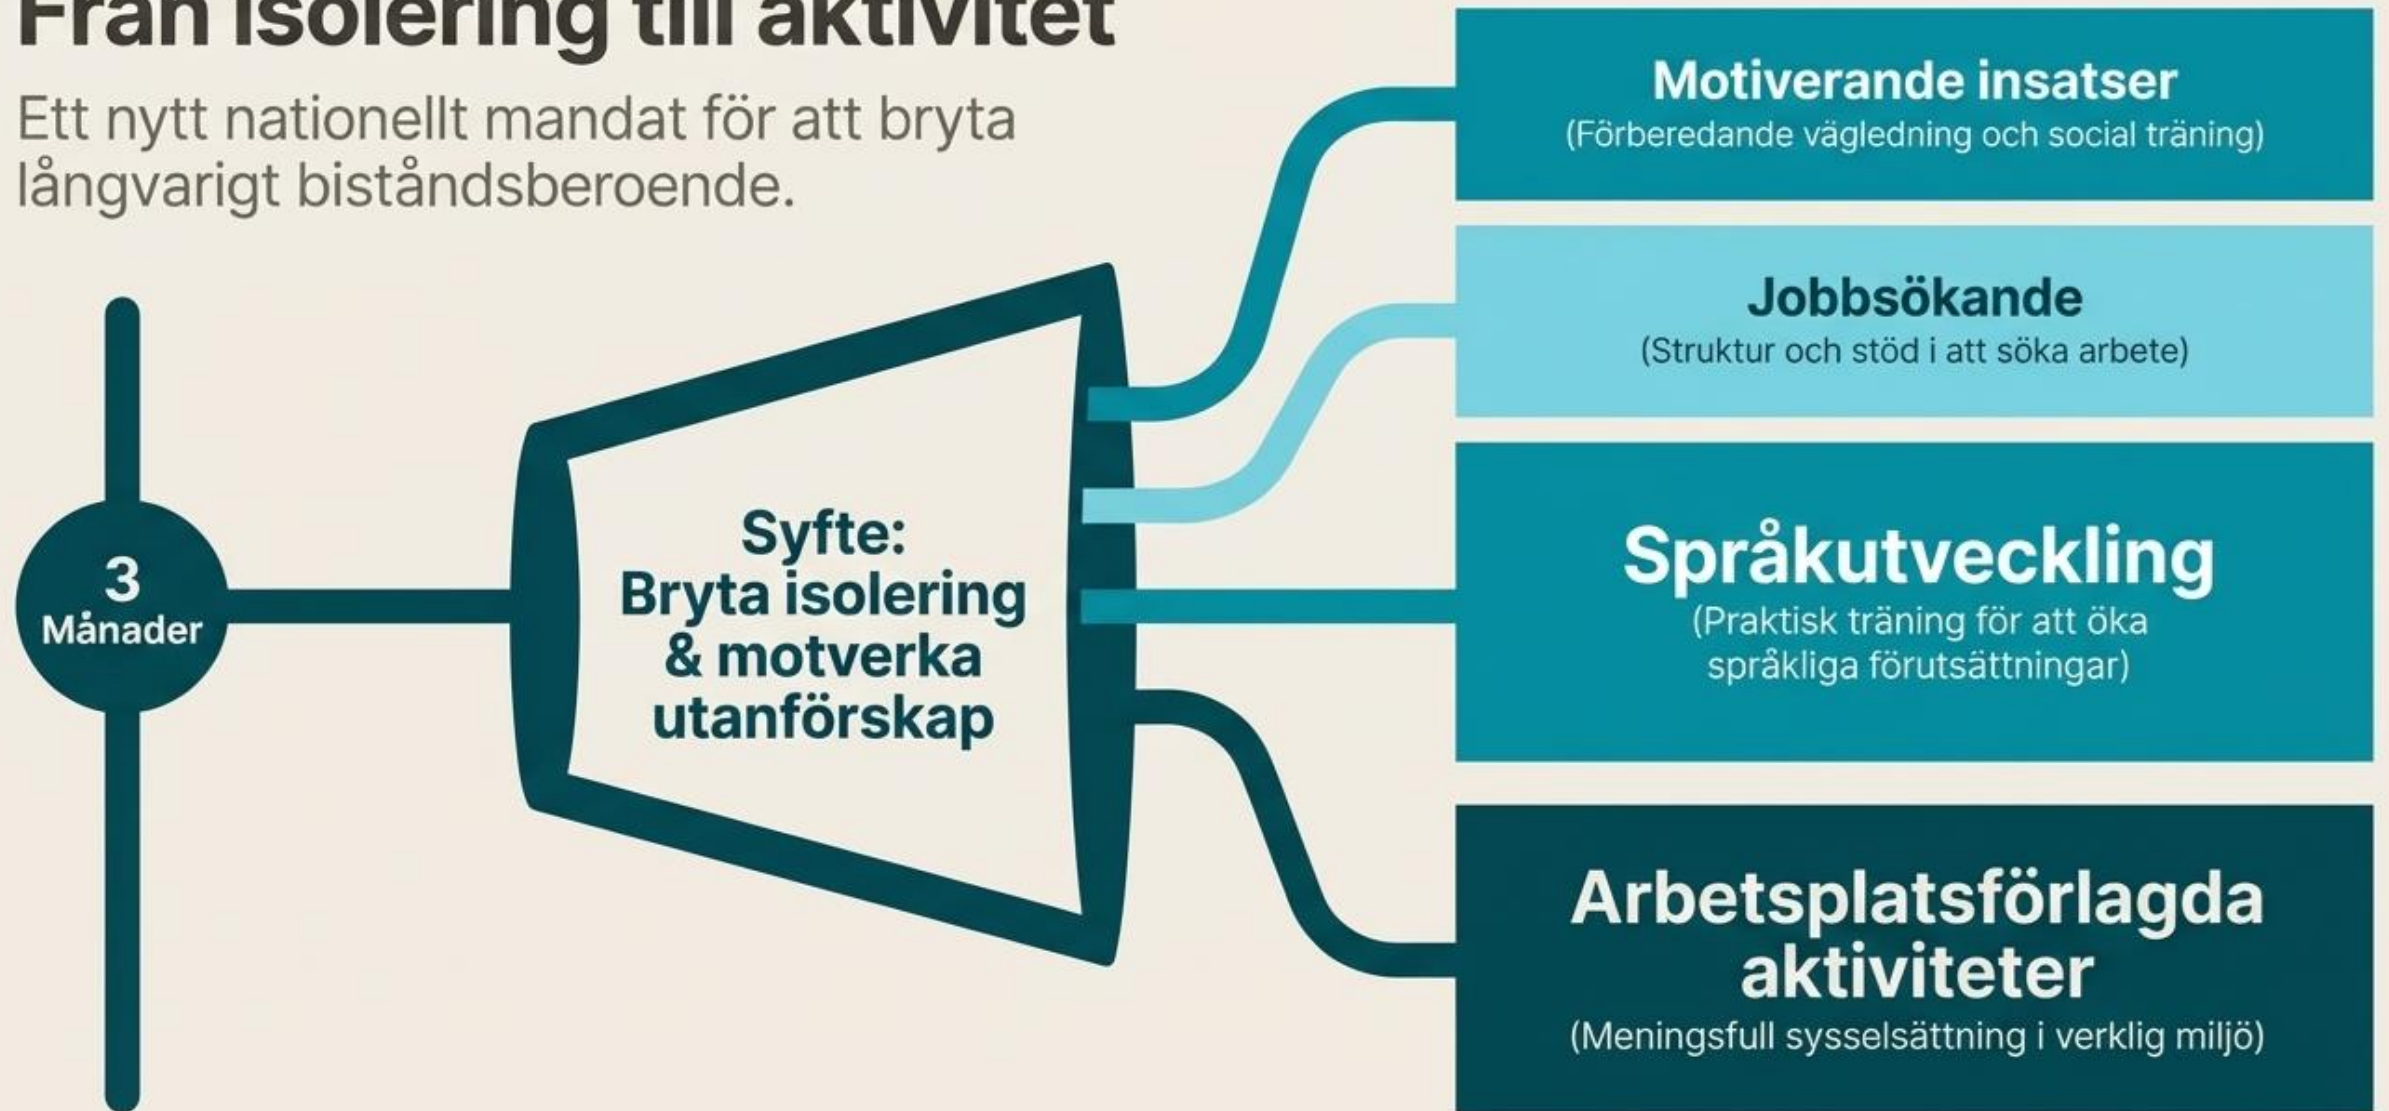 Från isolering till aktivitet
Ett nytt nationellt mandat för att bryta
långvarigt biståndsberoende.
3
Månader
Syfte:
Bryta isolering
& motverka
utanförskap
Motiverande insatser
(Förberedande vägledning och social träning)
Jobbsökande
(Struktur och stöd i att söka arbete)
Språkutveckling
(Praktisk träning för att öka
språkliga förutsättningar)
Arbetsplatsförlagda
aktiviteter
(Meningsfull sysselsättning i verklig miljö)